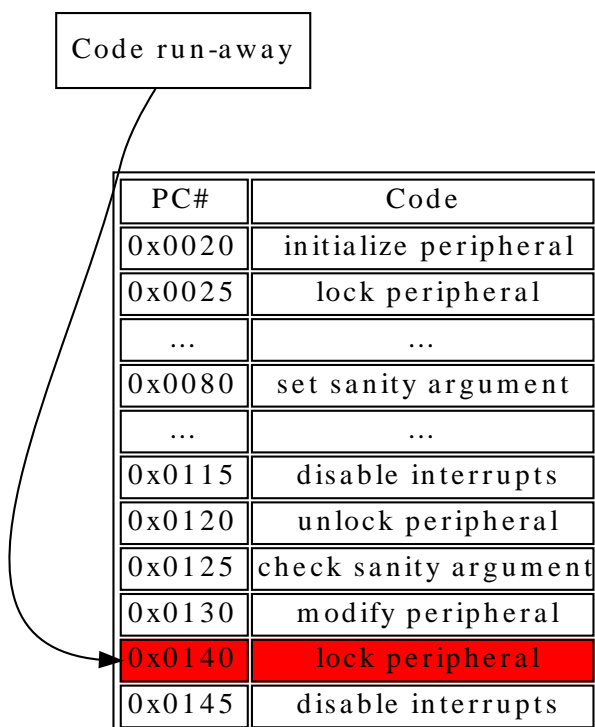 Code run-away
PC# Code
0x0020 initialize peripheral
0x0025 lock peripheral
... ...
0x0080 set sanity argument
... ...
0x0115 disable interrupts
0x0120 unlock peripheral
0x0125 check sanity argument
0x0130 modify peripheral
0x0140 lock peripheral
0x0145 disable interrupts